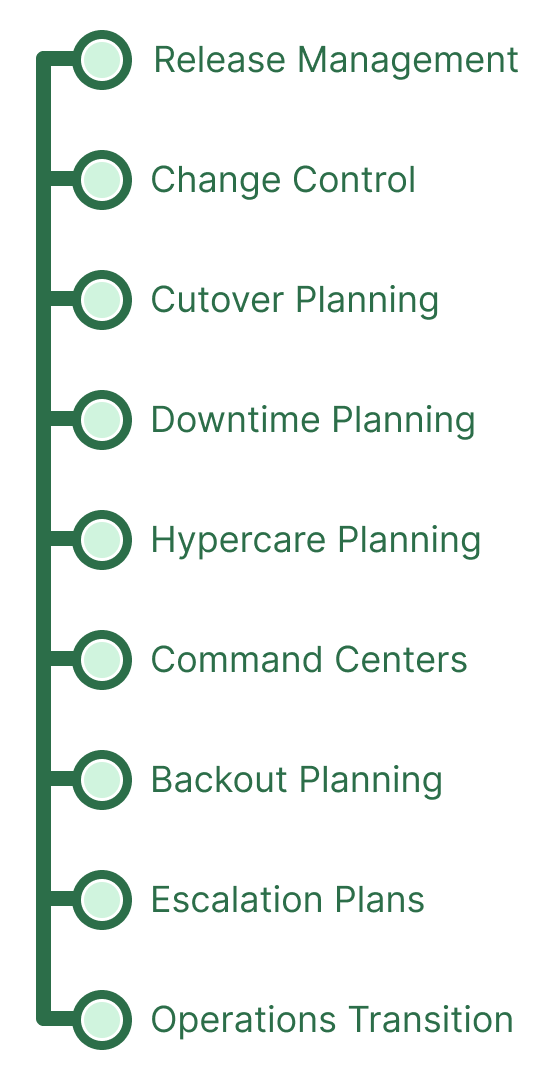 Release Management
Change Control
Cutover Planning
Downtime Planning
Hypercare Planning
Command Centers
Backout Planning
Escalation Plans
Operations Transition